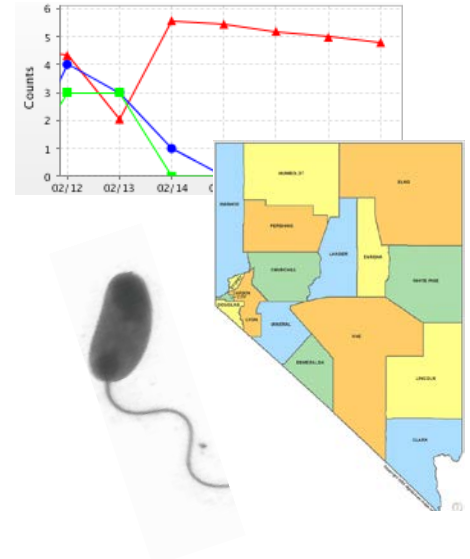 6
5
4
3
2
1
0
Counts
02/12 02/13 02/14
HUMBOLDT
ELKO
WASHOE
PERSHING
LANDER
EUREKA
CHURCHILL
WHITE PINE
DOUGLAS
LYON
MINERAL
NYE
ESMERALDA
LINCOLN
CLARK